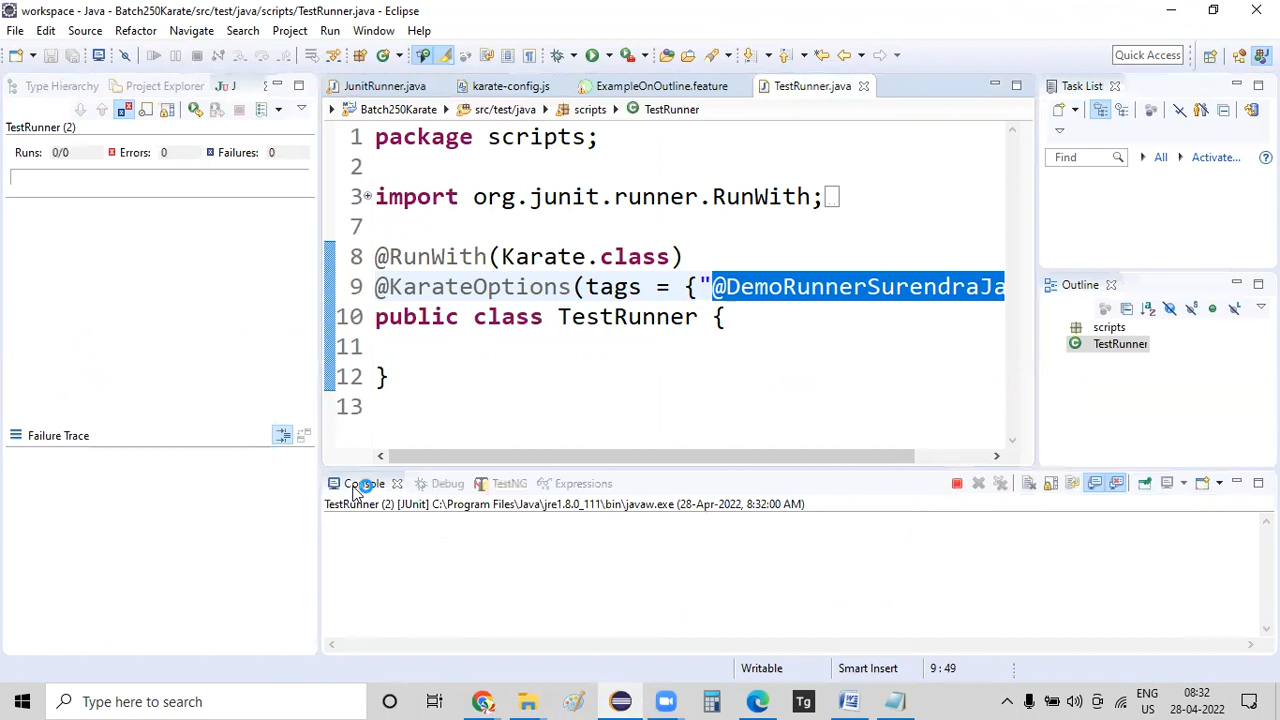 workspace - Java - Batch250Karate/src/test/java/scripts/TestRunner.java - Eclipse
File Edit Source Refactor Navigate Search Project Run Window Help
Quick Access
Type Hierarchy Project Explorer J
TestRunner (2)
Runs: 0/0 Errors: 0 Failures: 0
Failure Trace
JunitRunner.java karate-config.js ExampleOnOutline.feature TestRunner.java
Batch250Karate src/test/java scripts TestRunner
1 package scripts;
2
3 import org.junit.runner.RunWith;
7
8 @RunWith(Karate.class)
9 @KarateOptions(tags = {"@DemoRunnerSurendraJa
10 public class TestRunner {
11
12 }
13
Console Debug TestNG Expressions
TestRunner (2) [JUnit] C:\Program Files\Java\jre1.8.0_111\bin\javaw.exe (28-Apr-2022, 8:32:00 AM)
Task List
Find All Activate...
Outline
scripts
TestRunner
Writable Smart Insert 9 : 49
Type here to search
Tg
ENG
US
08:32
28-04-2022